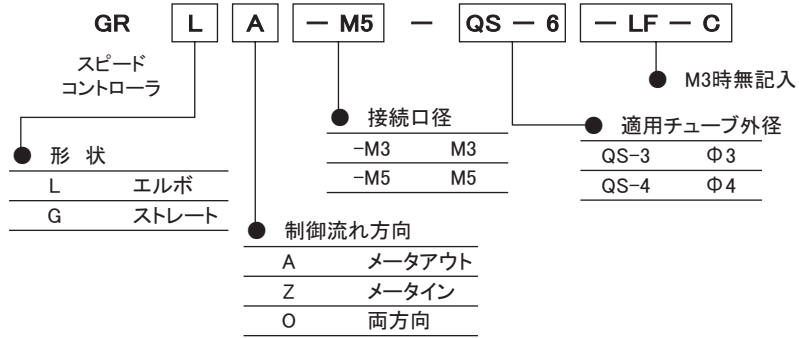 GR L A －M5 － QS－6 －LF－C
スピード
コントローラ
M3時無記入
接続口径
-M3 M3
-M5 M5
適用チューブ外径
QS-3 Φ3
QS-4 Φ4
形 状
L エルボ
G ストレート
制御流れ方向
A メータアウト
Z メータイン
O 両方向